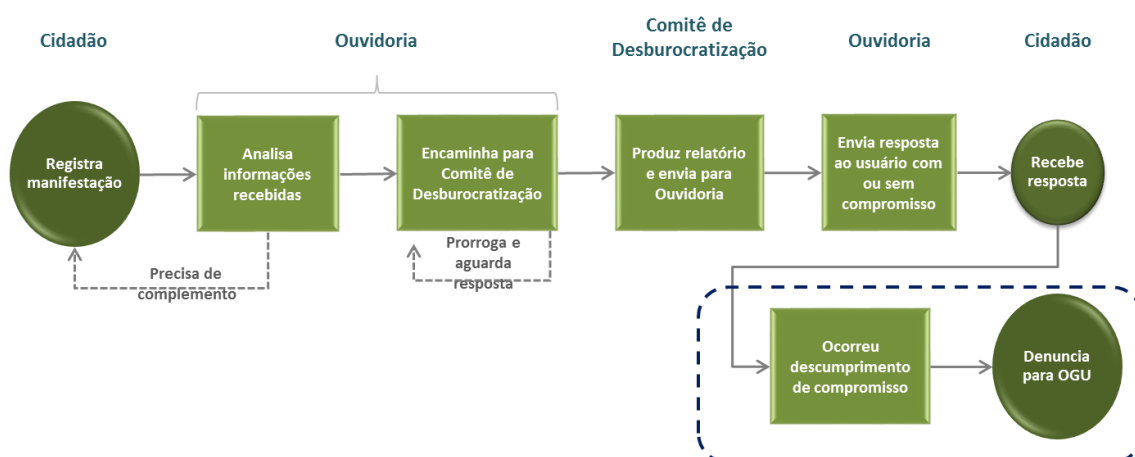 Cidadão
Ouvidoria
Comitê de
Desburocratização
Ouvidoria
Cidadão
Registra
manifestação
Analisa
informações
recebidas
Encaminha para
Comitê de
Desburocratização
Produz relatório
e envia para
Ouvidoria
Envia resposta
ao usuário com
ou sem
compromisso
Recebe
resposta
Precisa de
complemento
Prorroga e
aguarda
resposta
Ocorreu
descumprimento
de compromisso
Denuncia
para OGU